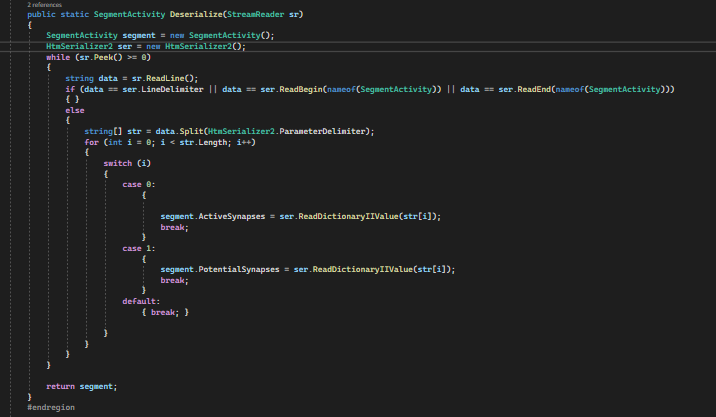 2 references
public static SegmentActivity Deserialize(StreamReader sr)
{
SegmentActivity segment = new SegmentActivity();
HtmSerializer2 ser = new HtmSerializer2();
while (sr.Peek() >= 0)
{
string data = sr.ReadLine();
if (data == ser.LineDelimiter || data == ser.ReadBegin(nameof(SegmentActivity)) || data == ser.ReadEnd(nameof(SegmentActivity)))
{ }
else
{
string[] str = data.Split(HtmSerializer2.ParameterDelimiter);
for (int i = 0; i < str.Length; i++)
{
switch (i)
{
case 0:
{
segment.ActiveSynapses = ser.ReadDictionaryIIValue(str[i]);
break;
}
case 1:
{
segment.PotentialSynapses = ser.ReadDictionaryIIValue(str[i]);
break;
}
default:
{ break; }
}
}
}
}
return segment;
}
#endregion